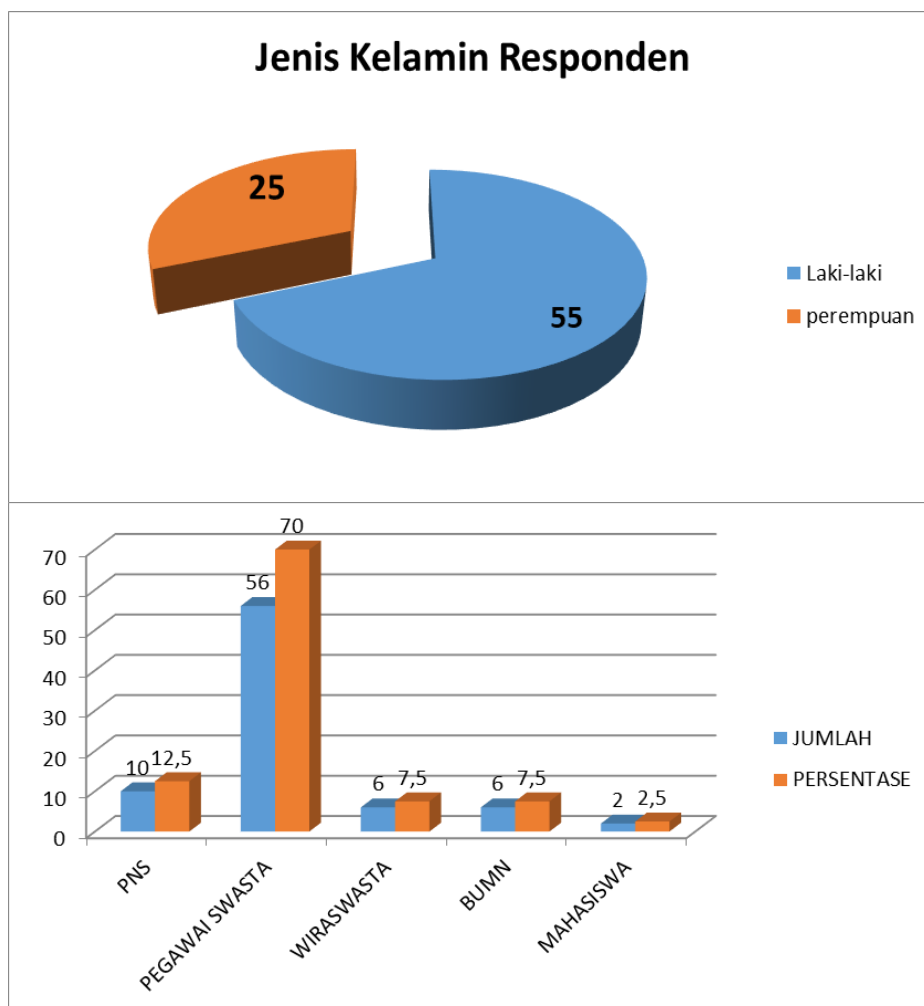 Jenis Kelamin Responden
25
55
Laki-laki
perempuan
70
60
50
40
30
20
10
0
10
12,5
56
70
6
7,5
6
7,5
2
2,5
PNS
PEGAWAI SWASTA
WIRASWASTA
BUMN
MAHASISWA
JUMLAH
PERSENTASE